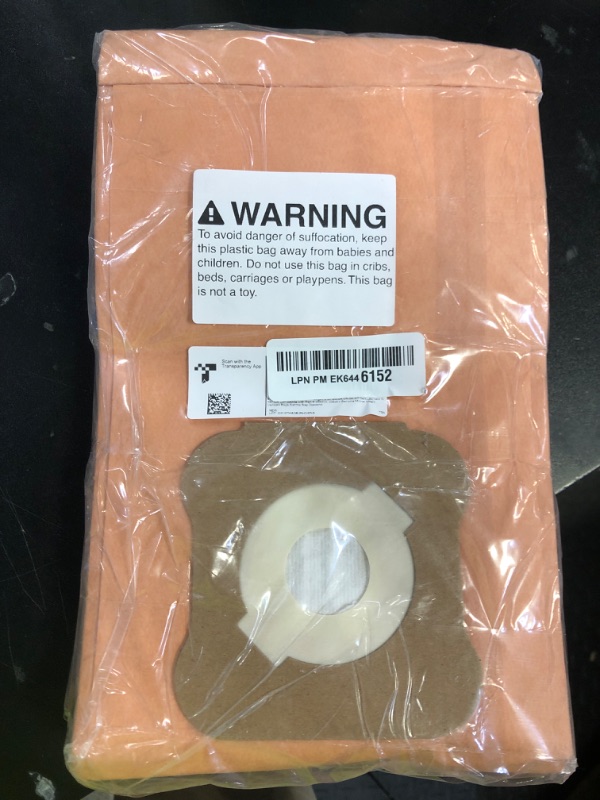 WARNING
To avoid danger of suffocation, keep
this plastic bag away from babies and
children. Do not use this bag in cribs,
beds, carriages or playpens. This bag
is not a toy.
Scan with the
Transparency App
LPN PM EK644 6152